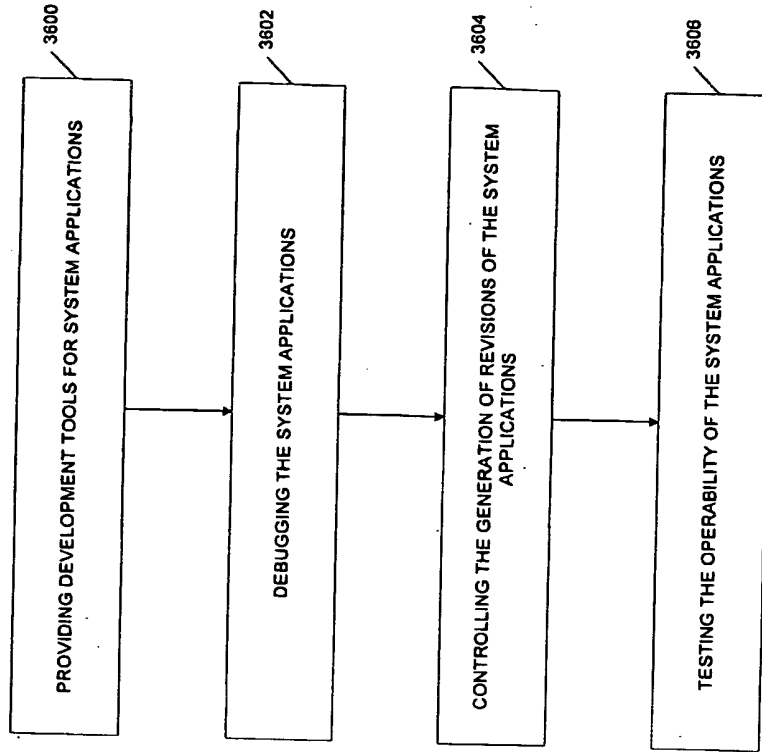 3600
PROVIDING DEVELOPMENT TOOLS FOR SYSTEM APPLICATIONS
3602
DEBUGGING THE SYSTEM APPLICATIONS
3604
CONTROLLING THE GENERATION OF REVISIONS OF THE SYSTEM
APPLICATIONS
3606
TESTING THE OPERABILITY OF THE SYSTEM APPLICATIONS